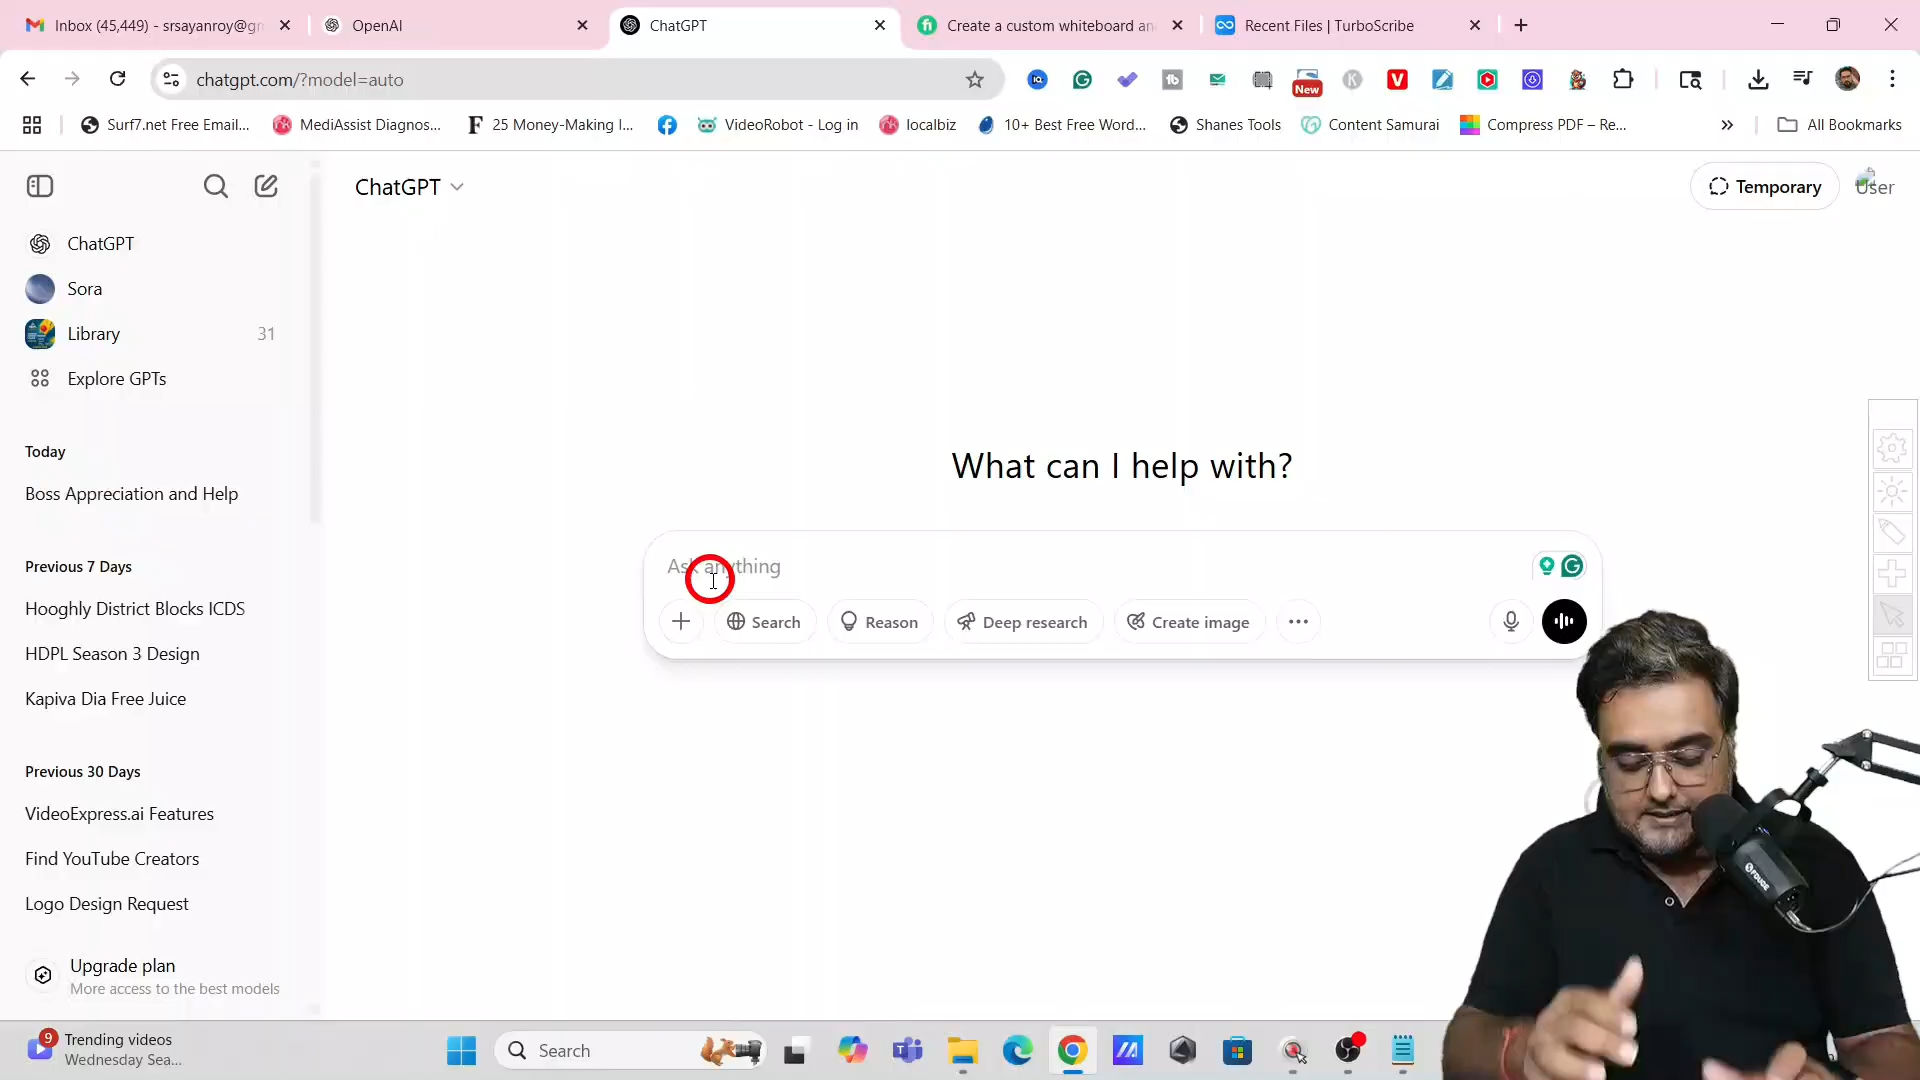 Inbox (45,449) - srsayanroy@gm
OpenAI
ChatGPT
Create a custom whiteboard an
Recent Files | TurboScribe
chatgpt.com/?model=auto
New
Surf7.net Free Email...
MediAssist Diagnos...
25 Money-Making I...
VideoRobot - Log in
localbiz
10+ Best Free Word...
Shanes Tools
Content Samurai
Compress PDF – Re...
All Bookmarks
ChatGPT
Temporary
User
ChatGPT
Sora
Library 31
Explore GPTs
Today
Boss Appreciation and Help
Previous 7 Days
Hooghly District Blocks ICDS
HDPL Season 3 Design
Kapiva Dia Free Juice
Previous 30 Days
VideoExpress.ai Features
Find YouTube Creators
Logo Design Request
Upgrade plan
More access to the best models
What can I help with?
Ask anything
Search
Reason
Deep research
Create image
FDUCE
9
Trending videos
Wednesday Sea...
Search